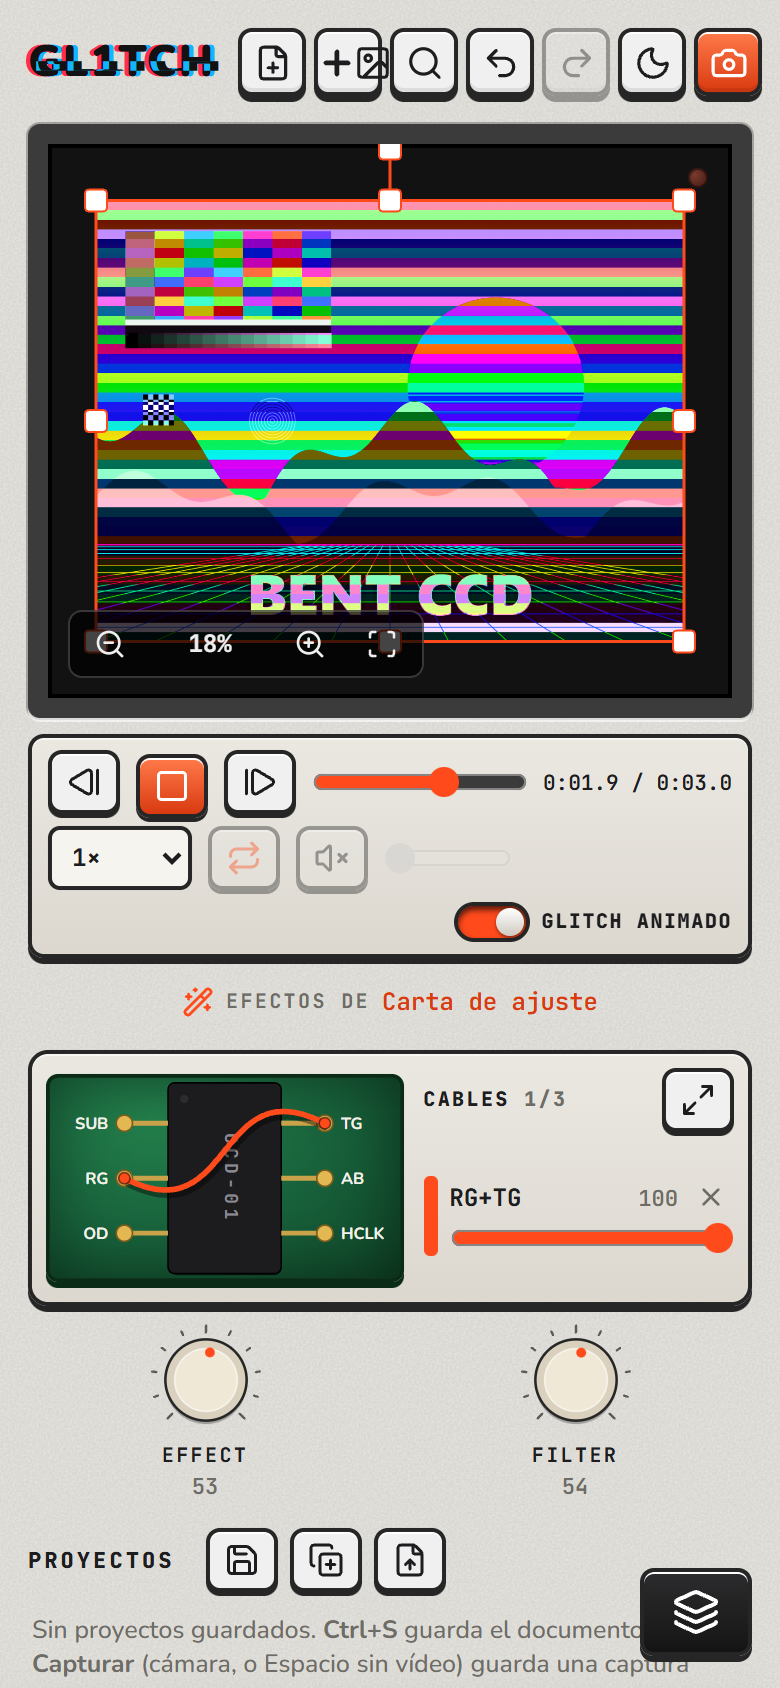 GL1TCH
BENT CCD
18%
0:01.9 / 0:03.0
1×
GLITCH ANIMADO
EFECTOS DE Carta de ajuste
SUB
TG
RG
AB
OD
HCLK
CCD-01
CABLES 1/3
RG+TG 100
EFFECT
53
FILTER
54
PROYECTOS
Sin proyectos guardados. Ctrl+S guarda el documento
Capturar (cámara, o Espacio sin vídeo) guarda una captura